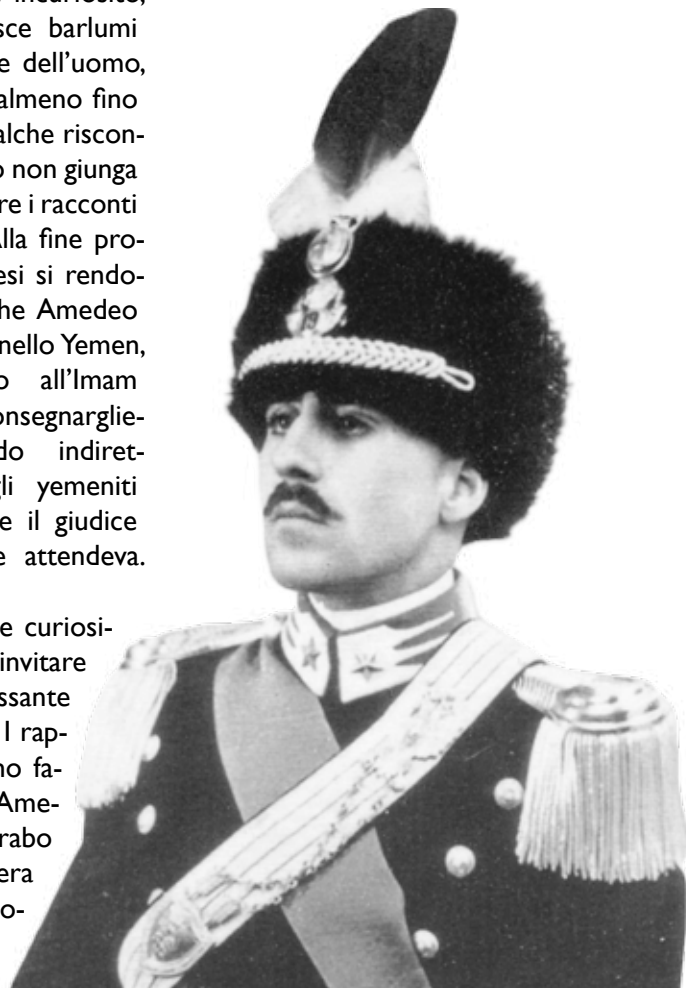 incuriosito,
sce barlumi
e dell'uomo,
almeno fino
alche riscon-
o non giunga
re i racconti
lla fine pro-
esi si rendo-
he Amedeo
nello Yemen,
o all'Imam
onsegnarglie-
do indiret-
gli yemeniti
e il giudice
e attendeva.
e curiosi-
invitare
ssante
I rap-
no fa-
Ame-
rabo
era
o-